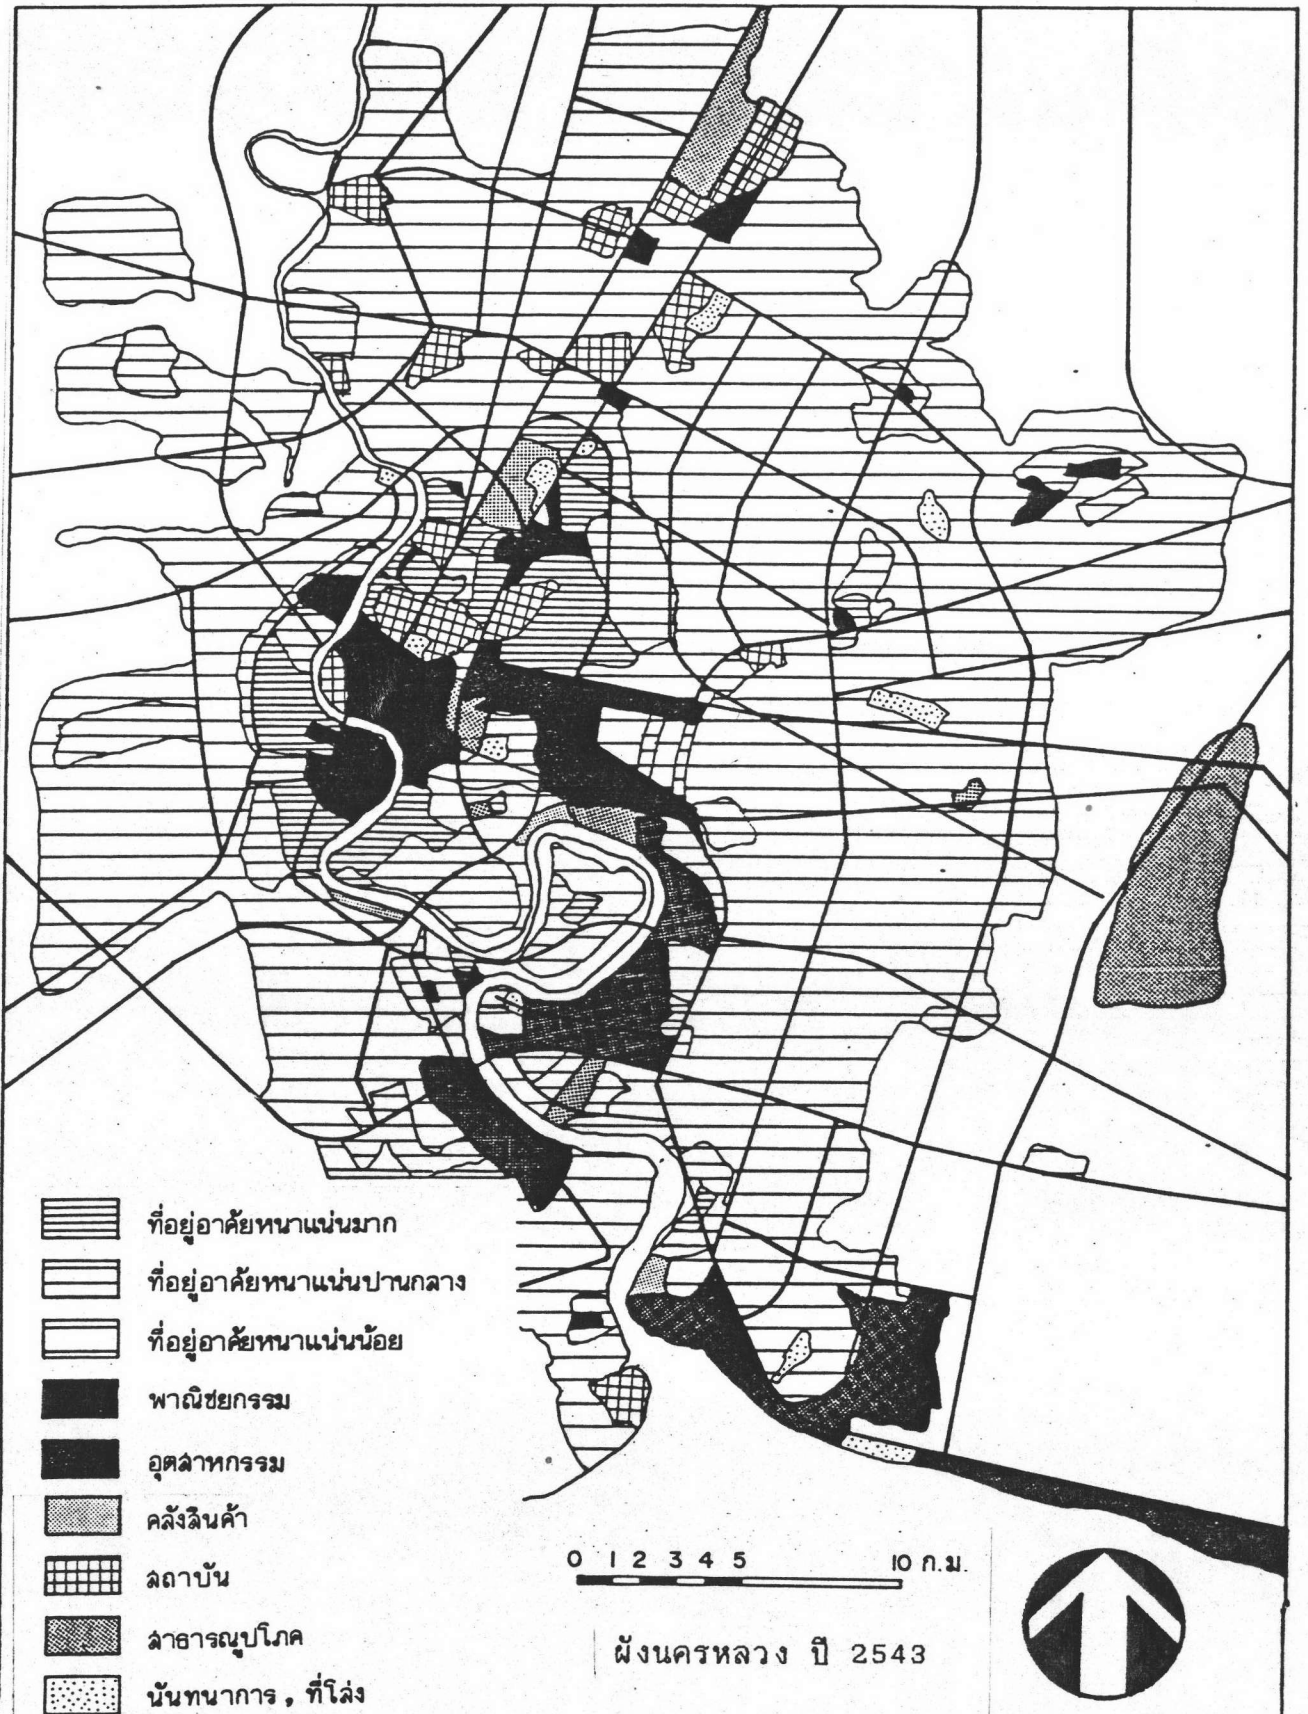 ที่อยู่อาศัยหนาแน่นมาก
ที่อยู่อาศัยหนาแน่นปานกลาง
ที่อยู่อาศัยหนาแน่นน้อย
พาณิชยกรรม
อุตสาหกรรม
คลังสินค้า
สถาบัน
สาธารณูปโภค
นันทนาการ , ที่โล่ง
0 1 2 3 4 5 10 ก.ม.
ผังนครหลวง ปี 2543